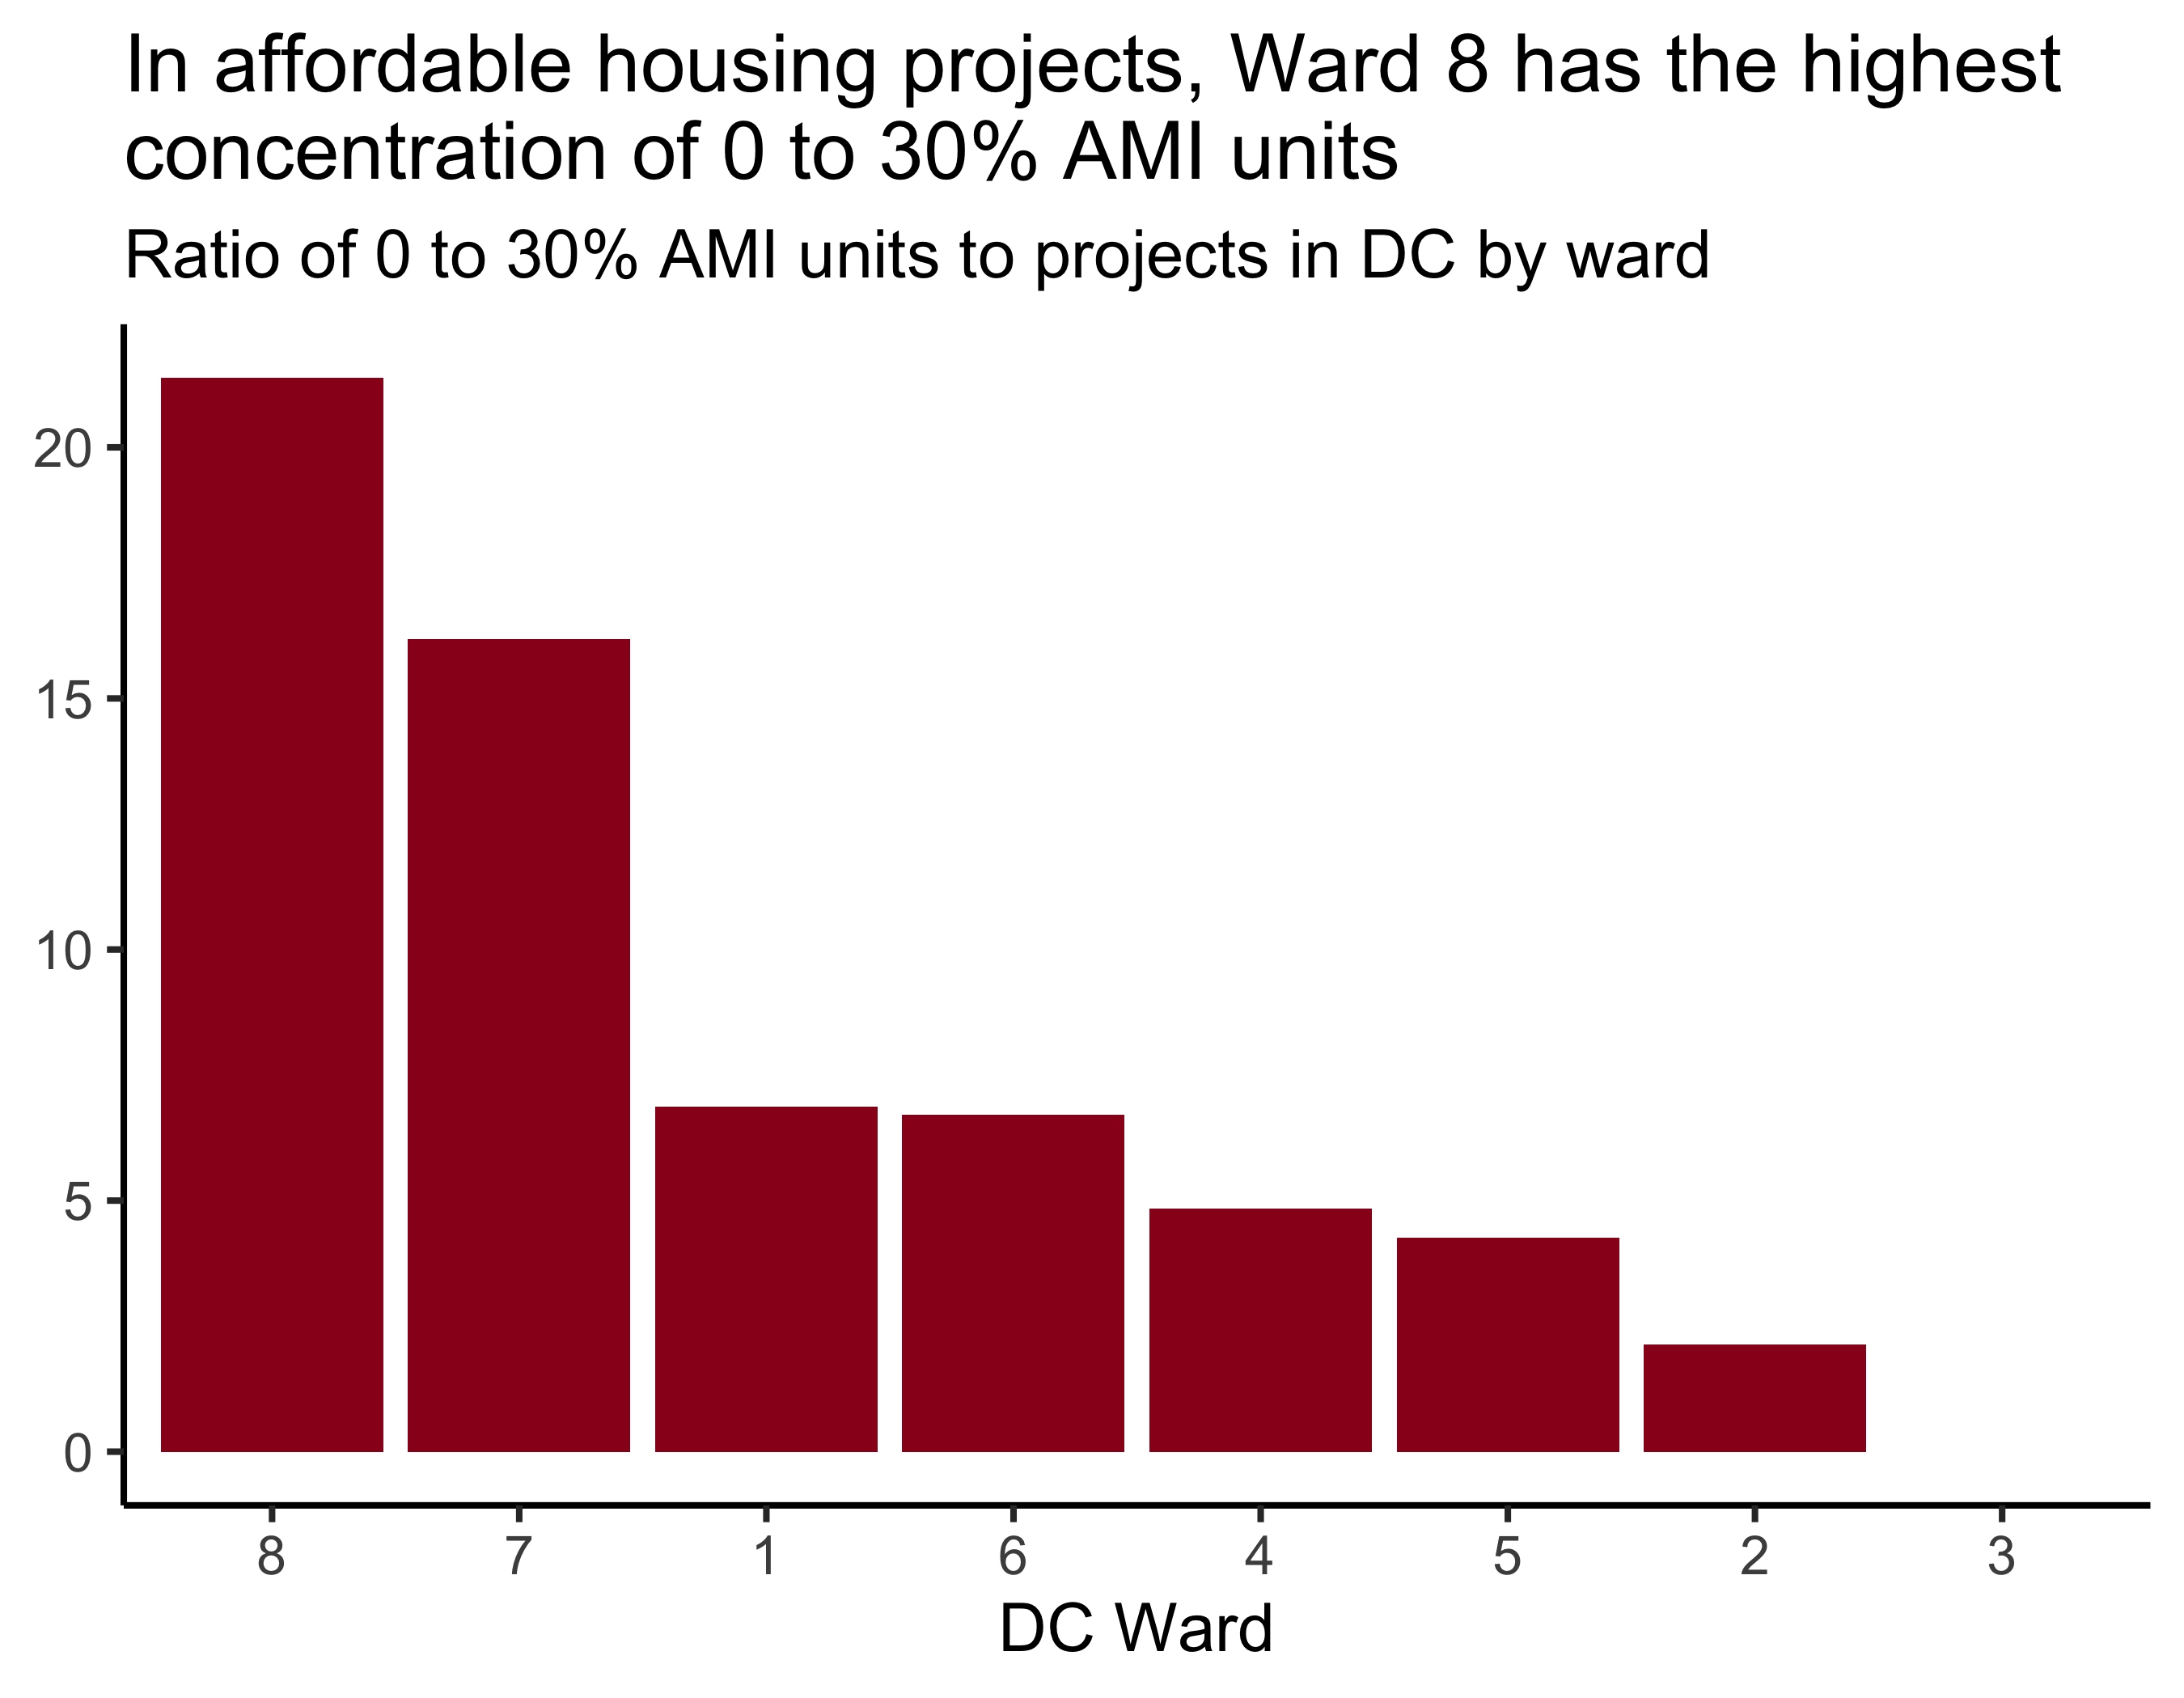 In affordable housing projects, Ward 8 has the highest
concentration of 0 to 30% AMI units
Ratio of 0 to 30% AMI units to projects in DC by ward
20
15
10
5
0
8 7 1 6 4 5 2 3
DC Ward